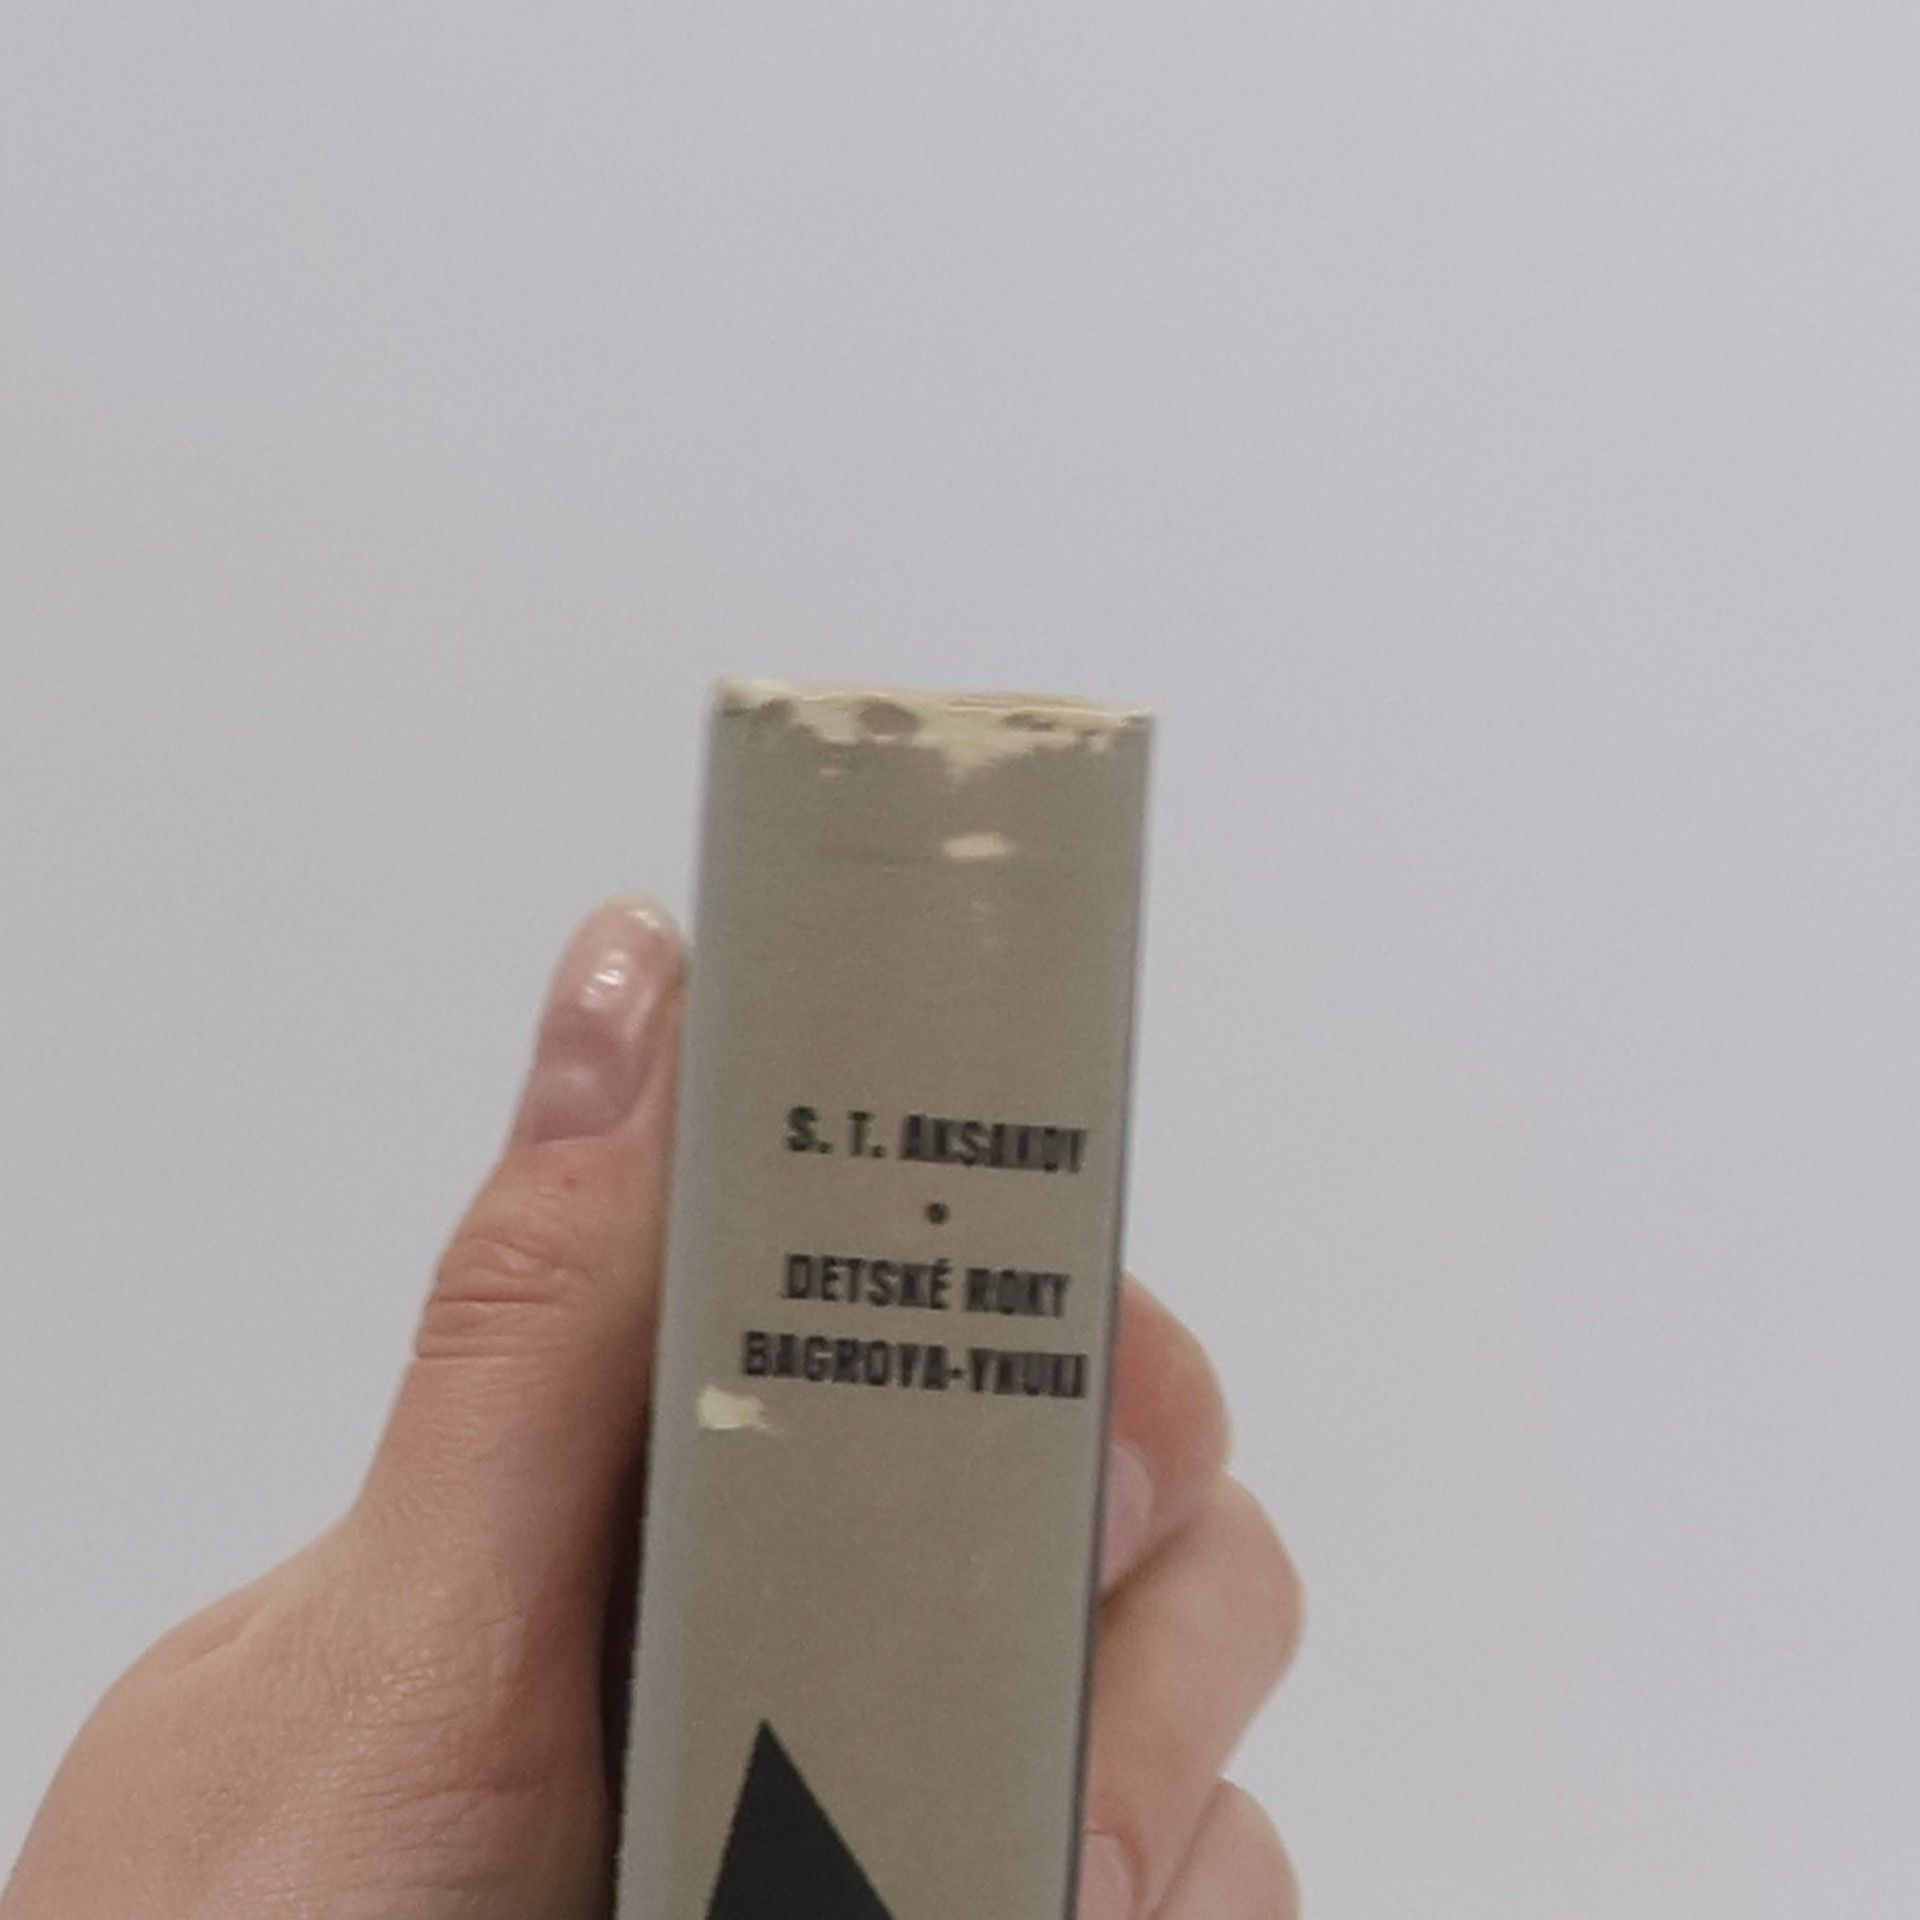 S. T. AKSAKOV
•
DETSKÉ ROKY
BAGROVA-VNUKA